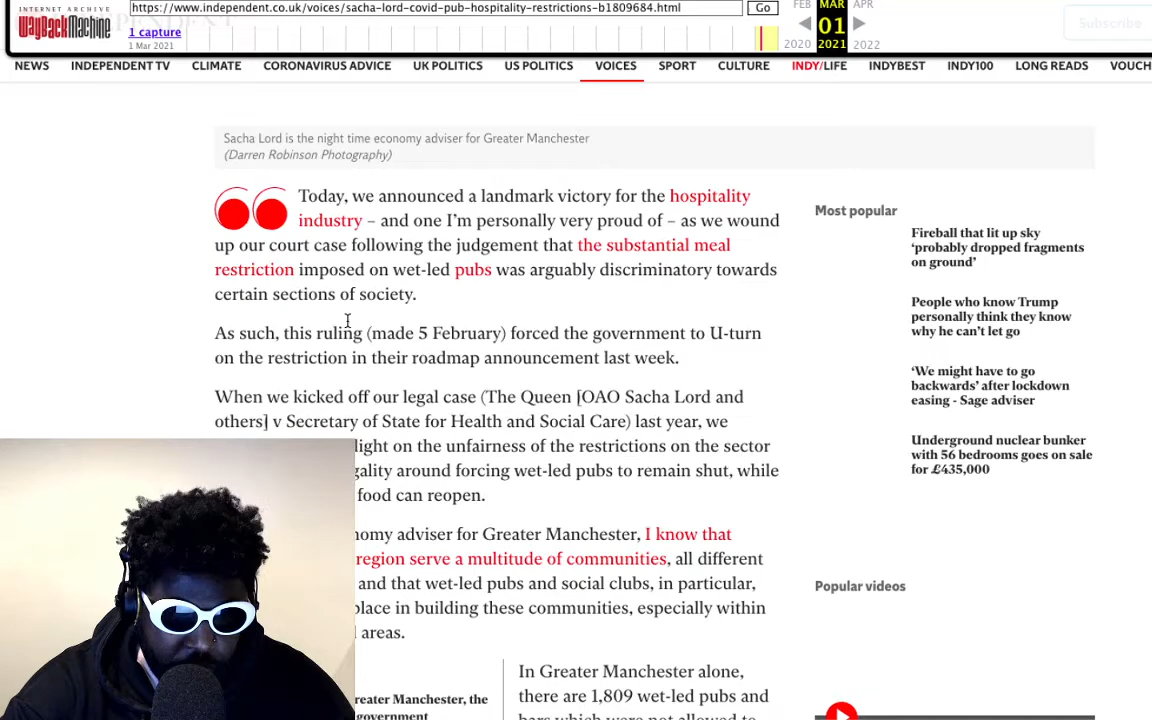 INTERNET ARCHIVE
WayBackMachine
https://www.independent.co.uk/voices/sacha-lord-covid-pub-hospitality-restrictions-b1809684.html
Go
1 capture
1 Mar 2021
FEB MAR APR
01
2020 2021 2022
Subscribe
NEWS INDEPENDENT TV CLIMATE CORONAVIRUS ADVICE UK POLITICS US POLITICS VOICES SPORT CULTURE INDY/LIFE INDYBEST INDY100 LONG READS VOUCH
Sacha Lord is the night time economy adviser for Greater Manchester
(Darren Robinson Photography)
Today, we announced a landmark victory for the hospitality
industry – and one I'm personally very proud of – as we wound
up our court case following the judgement that the substantial meal
restriction imposed on wet-led pubs was arguably discriminatory towards
certain sections of society.
As such, this ruling (made 5 February) forced the government to U-turn
on the restriction in their roadmap announcement last week.
When we kicked off our legal case (The Queen [OAO Sacha Lord and
others] v Secretary of State for Health and Social Care) last year, we
light on the unfairness of the restrictions on the sector
gality around forcing wet-led pubs to remain shut, while
food can reopen.
nomy adviser for Greater Manchester, I know that
region serve a multitude of communities, all different
and that wet-led pubs and social clubs, in particular,
place in building these communities, especially within
areas.
reater Manchester, the
government
In Greater Manchester alone,
there are 1,809 wet-led pubs and
bars which were not allowed to
Most popular
Fireball that lit up sky
‘probably dropped fragments
on ground’
People who know Trump
personally think they know
why he can’t let go
‘We might have to go
backwards’ after lockdown
easing - Sage adviser
Underground nuclear bunker
with 56 bedrooms goes on sale
for £435,000
Popular videos